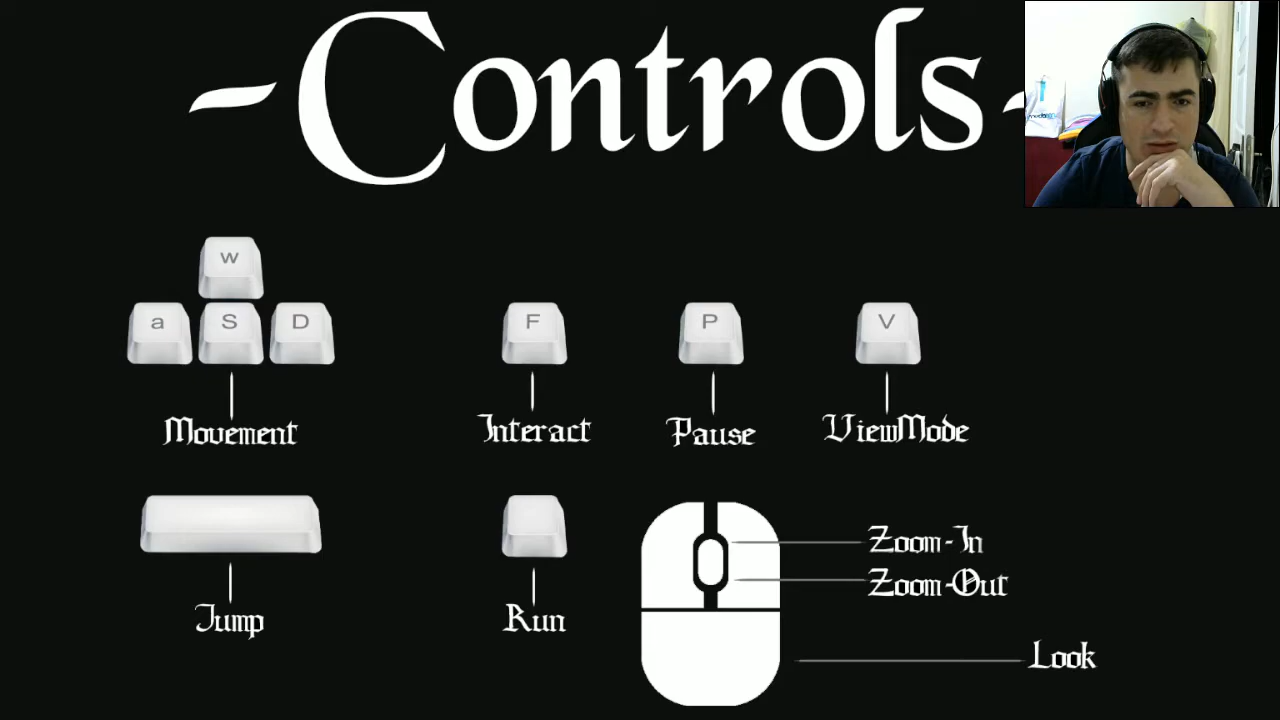 ~Controls~
w
a S D
F P V
Movement Interact Pause ViewMode
Jump Run
Zoom-In
Zoom-Out
Look